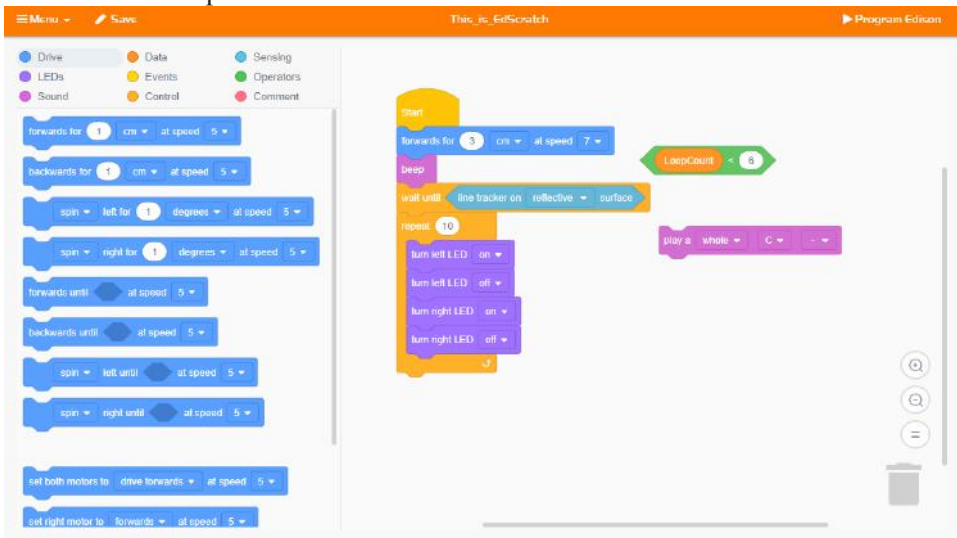 Menu Save This_is_EdScratch Program Edison
Drive Data Sensing
LEDs Events Operators
Sound Control Comment
forwards for 1 cm at speed 5
backwards for 1 cm at speed 5
spin left for 1 degrees at speed 5
spin right for 1 degrees at speed 5
forwards until at speed 5
backwards until at speed 5
spin left until at speed 5
spin right until at speed 5
set both motors to drive forwards at speed 5
set right motor to forwards at speed 5
Start
forwards for 3 cm at speed 7
beep
wait until line tracker on reflective surface
repeat 10
turn left LED on
turn left LED off
turn right LED on
turn right LED off
LoopCount < 6
play a whole C -